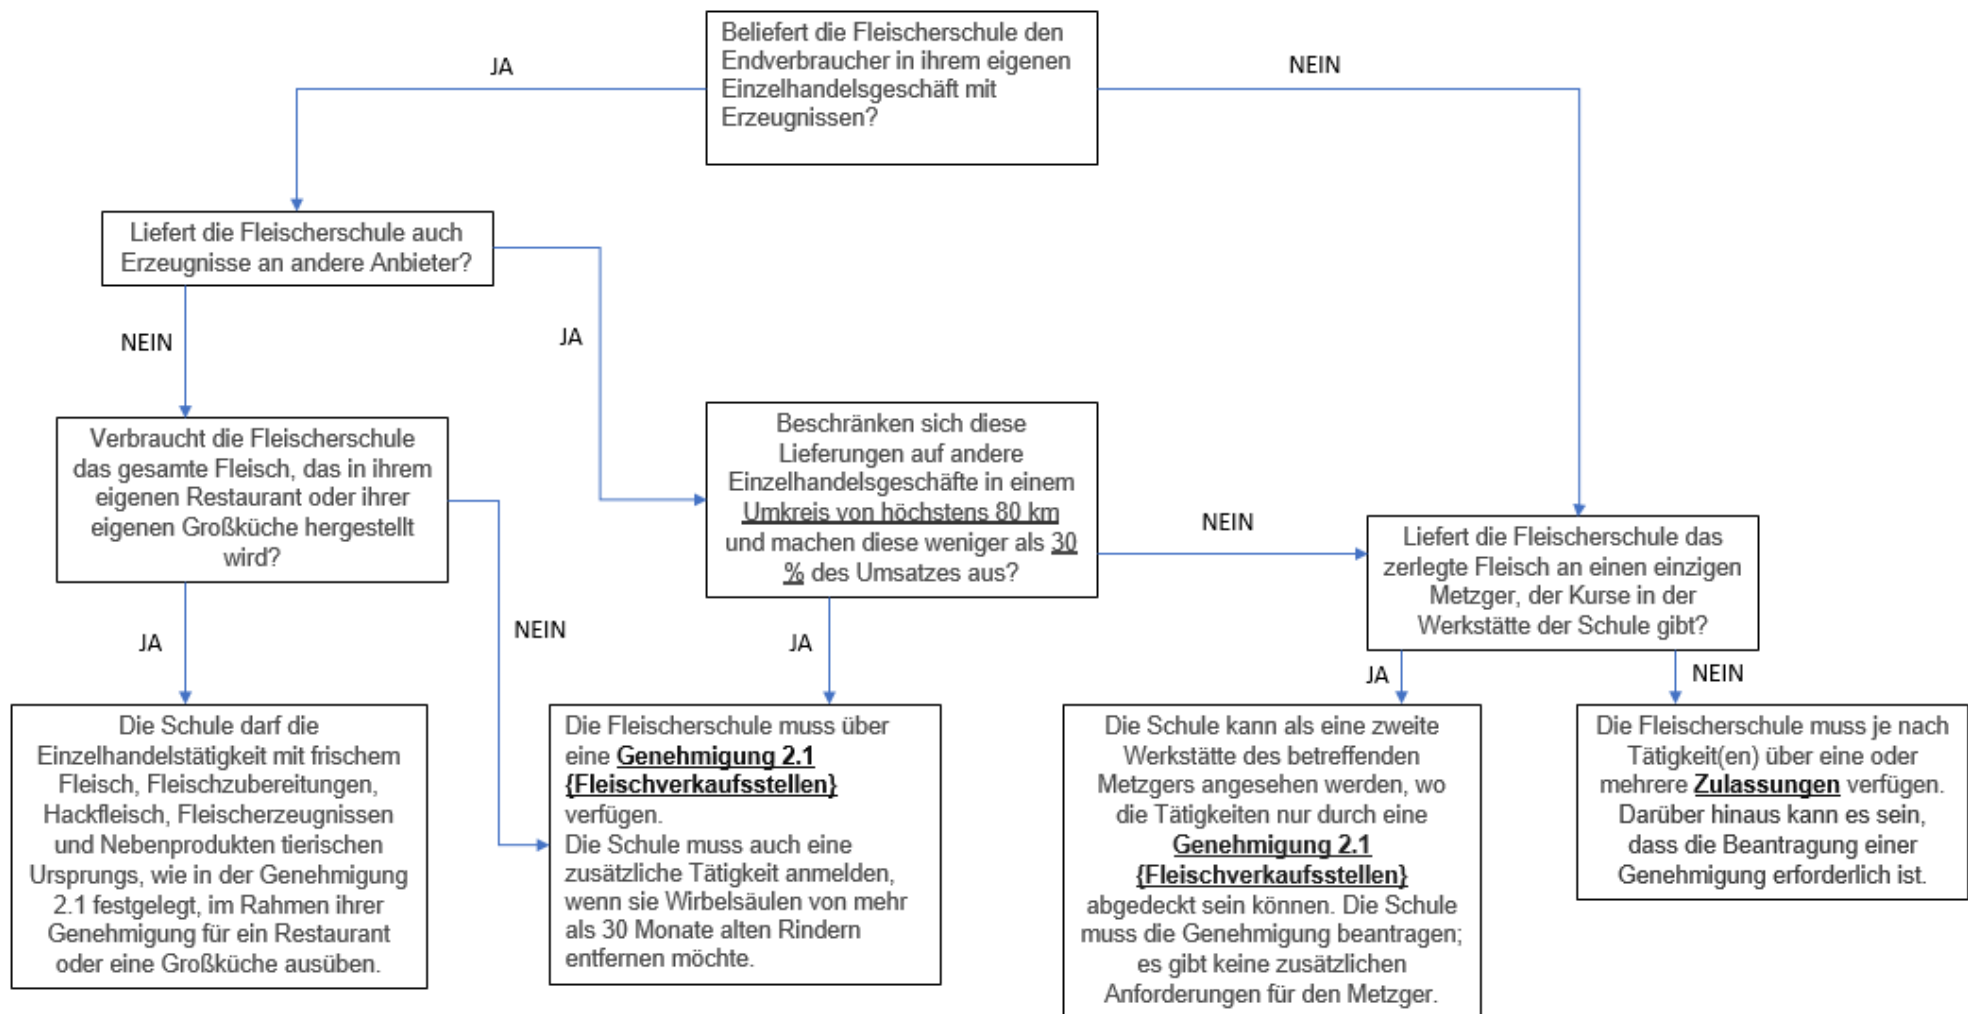 Beliefert die Fleischerschule den
Endverbraucher in ihrem eigenen
Einzelhandelsgeschäft mit
Erzeugnissen?
JA
NEIN
Liefert die Fleischerschule auch
Erzeugnisse an andere Anbieter?
NEIN
JA
Verbraucht die Fleischerschule
das gesamte Fleisch, das in ihrem
eigenen Restaurant oder ihrer
eigenen Großküche hergestellt
wird?
Beschränken sich diese
Lieferungen auf andere
Einzelhandelsgeschäfte in einem
Umkreis von höchstens 80 km
und machen diese weniger als 30
% des Umsatzes aus?
NEIN
Liefert die Fleischerschule das
zerlegte Fleisch an einen einzigen
Metzger, der Kurse in der
Werkstätte der Schule gibt?
JA
NEIN
JA
JA
NEIN
Die Schule darf die
Einzelhandelstätigkeit mit frischem
Fleisch, Fleischzubereitungen,
Hackfleisch, Fleischerzeugnissen
und Nebenprodukten tierischen
Ursprungs, wie in der Genehmigung
2.1 festgelegt, im Rahmen ihrer
Genehmigung für ein Restaurant
oder eine Großküche ausüben.
Die Fleischerschule muss über
eine Genehmigung 2.1
{Fleischverkaufsstellen}
verfügen.
Die Schule muss auch eine
zusätzliche Tätigkeit anmelden,
wenn sie Wirbelsäulen von mehr
als 30 Monate alten Rindern
entfernen möchte.
Die Schule kann als eine zweite
Werkstätte des betreffenden
Metzgers angesehen werden, wo
die Tätigkeiten nur durch eine
Genehmigung 2.1
{Fleischverkaufsstellen}
abgedeckt sein können. Die Schule
muss die Genehmigung beantragen;
es gibt keine zusätzlichen
Anforderungen für den Metzger.
Die Fleischerschule muss je nach
Tätigkeit(en) über eine oder
mehrere Zulassungen verfügen.
Darüber hinaus kann es sein,
dass die Beantragung einer
Genehmigung erforderlich ist.